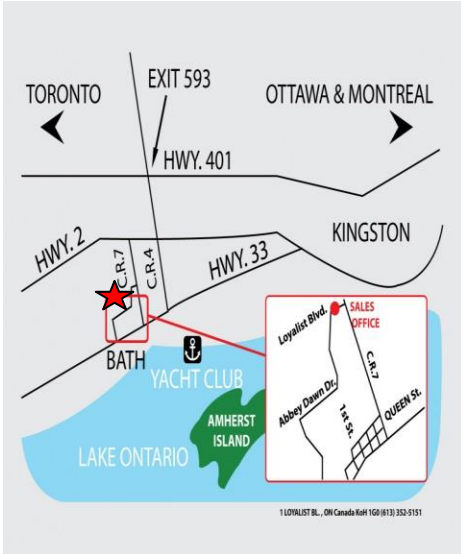 EXIT 593
TORONTO
OTTAWA & MONTREAL
HWY. 401
KINGSTON
HWY. 2
C.R.7
C.R.4
HWY. 33
BATH
YACHT CLUB
AMHERST
ISLAND
LAKE ONTARIO
Loyalist Blvd.
SALES
OFFICE
C.R.7
Abbey Dawn Dr.
1st St.
QUEEN St.
1 LOYALIST BL. , ON Canada KoH 1G0 (613) 352-5151